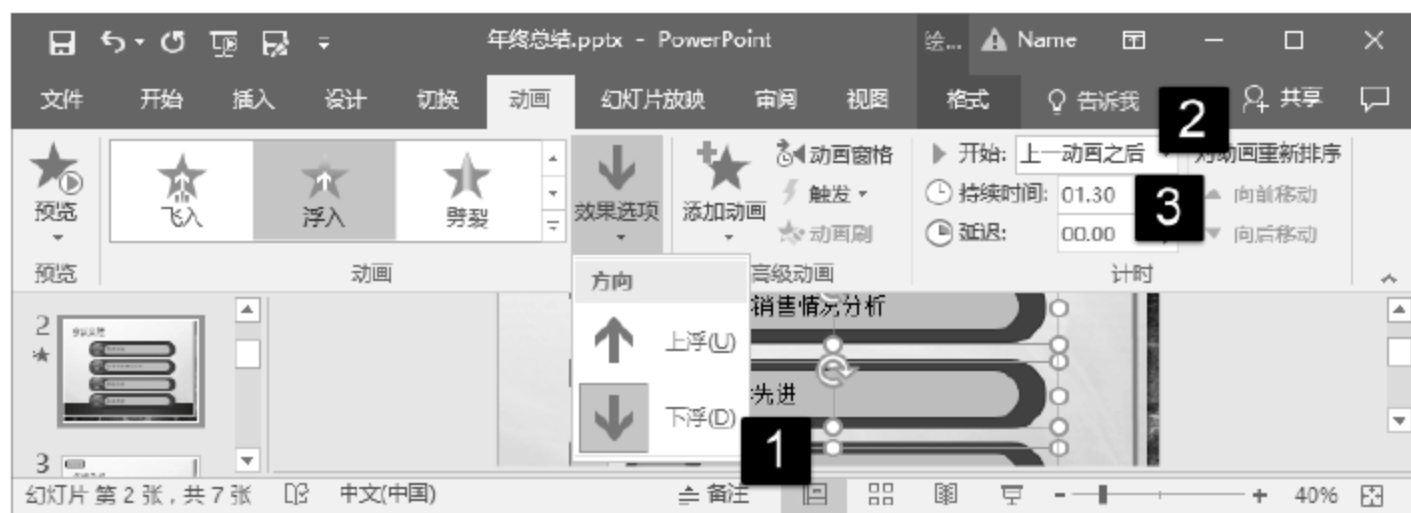 年终总结.pptx - PowerPoint
绘... Name
文件 开始 插入 设计 切换 动画 幻灯片放映 审阅 视图 格式 告诉我 共享
2
预览 飞入 浮入 劈裂 效果选项 添加动画 动画窗格 触发 动画刷
开始: 上一动画之后 对动画重新排序
持续时间: 01.30 向前移动
3
延迟: 00.00 向后移动
预览 动画 高级动画 计时
方向
上浮(U)
下浮(D)
1
销售情况分析
先进
2
3
幻灯片 第 2 张，共 7 张 中文(中国) 备注 40%